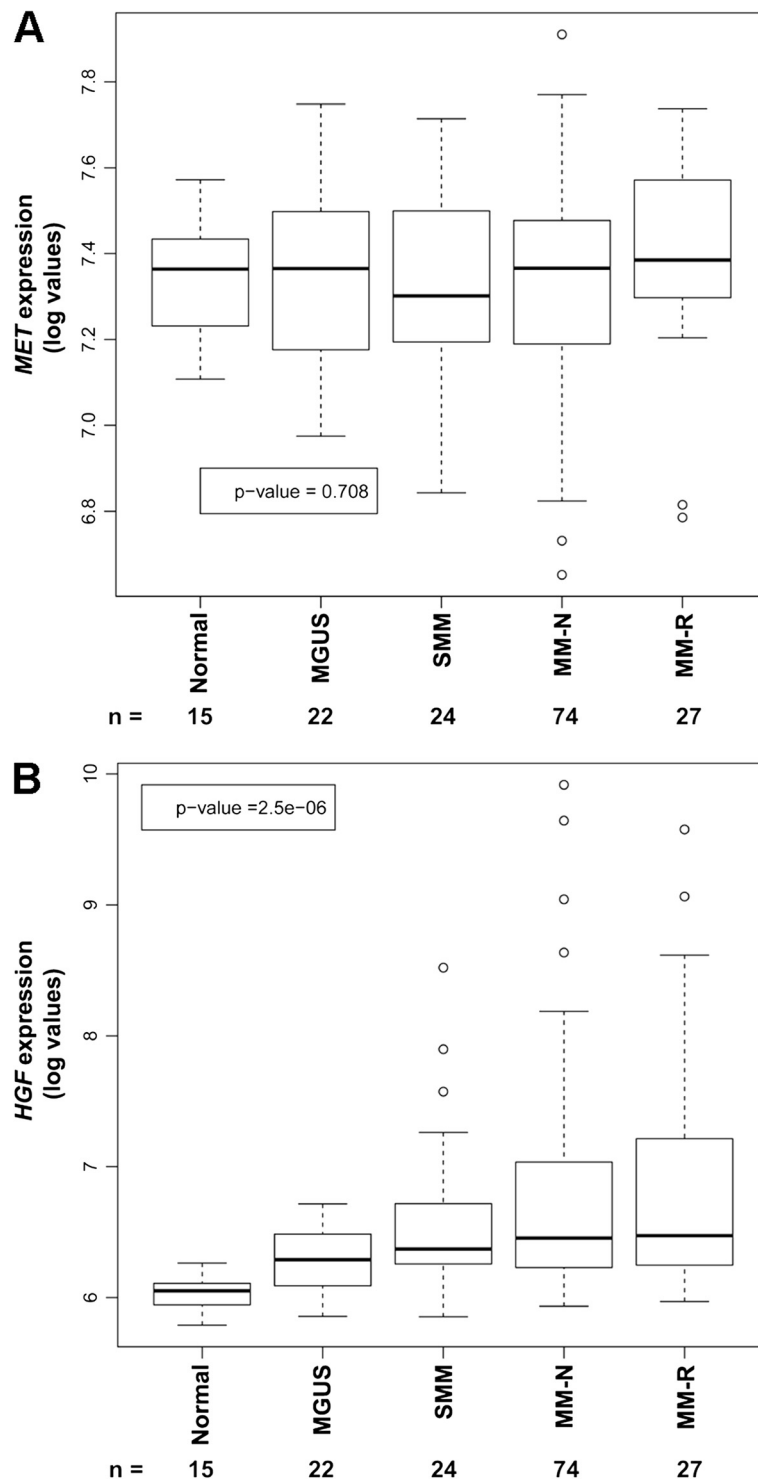 A
MET expression
(log values)
7.8
7.6
7.4
7.2
7.0
6.8
p-value = 0.708
Normal
MGUS
SMM
MM-N
MM-R
n = 15 22 24 74 27
B
HGF expression
(log values)
10
9
8
7
6
p-value =2.5e-06
Normal
MGUS
SMM
MM-N
MM-R
n = 15 22 24 74 27